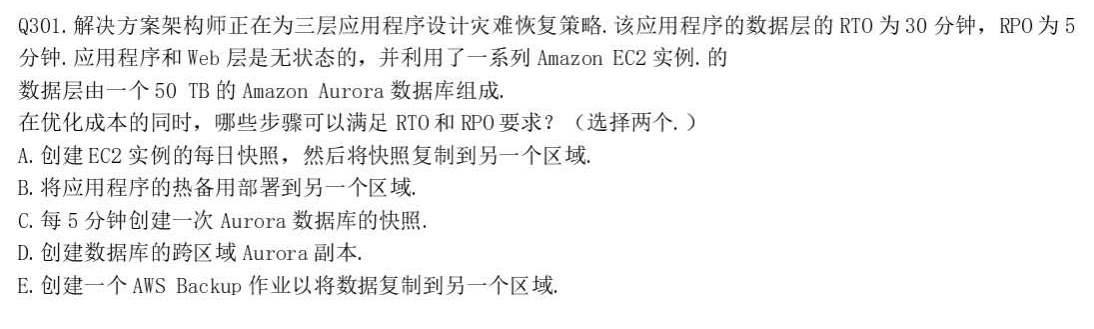 Q301.解决方案架构师正在为三层应用程序设计灾难恢复策略.该应用程序的数据层的 RTO 为 30 分钟，RPO 为 5
分钟.应用程序和 Web 层是无状态的，并利用了一系列 Amazon EC2 实例.的
数据层由一个 50 TB 的 Amazon Aurora 数据库组成.
在优化成本的同时，哪些步骤可以满足 RTO 和 RPO 要求？（选择两个.）
A.创建 EC2 实例的每日快照，然后将快照复制到另一个区域.
B.将应用程序的热备用部署到另一个区域.
C.每 5 分钟创建一次 Aurora 数据库的快照.
D.创建数据库的跨区域 Aurora 副本.
E.创建一个 AWS Backup 作业以将数据复制到另一个区域.